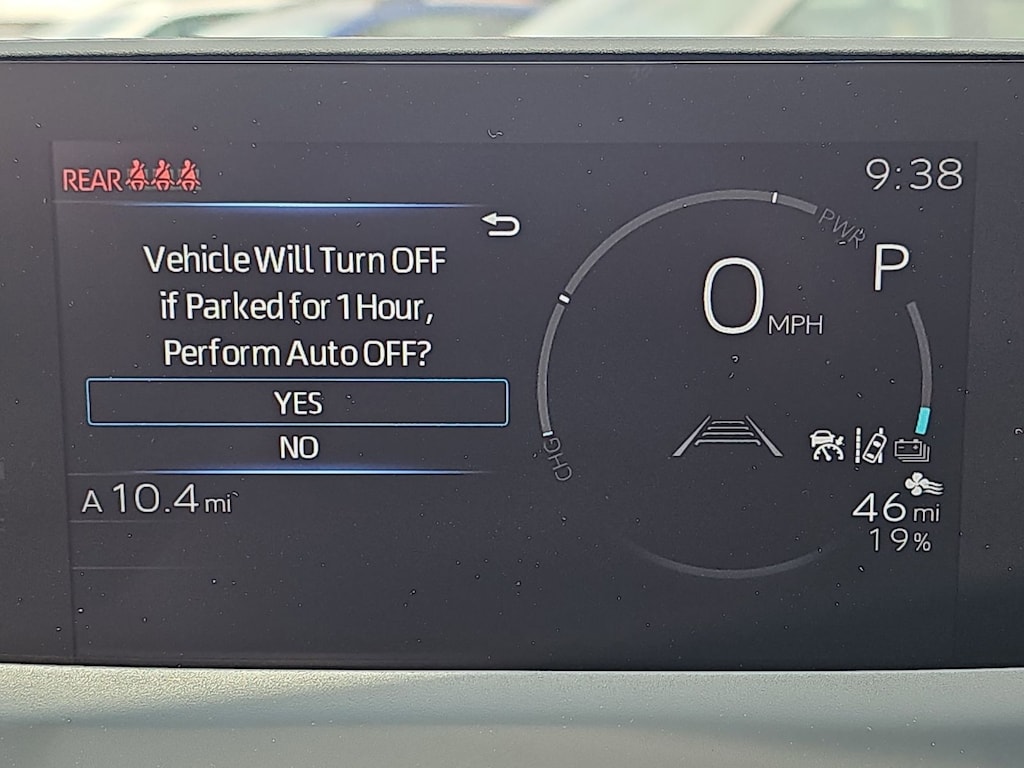 REAR
9:38
Vehicle Will Turn OFF
if Parked for 1 Hour,
Perform Auto OFF?
YES
NO
A 10.4 mi
PWR
P
0 MPH
CHG
46 mi
19%